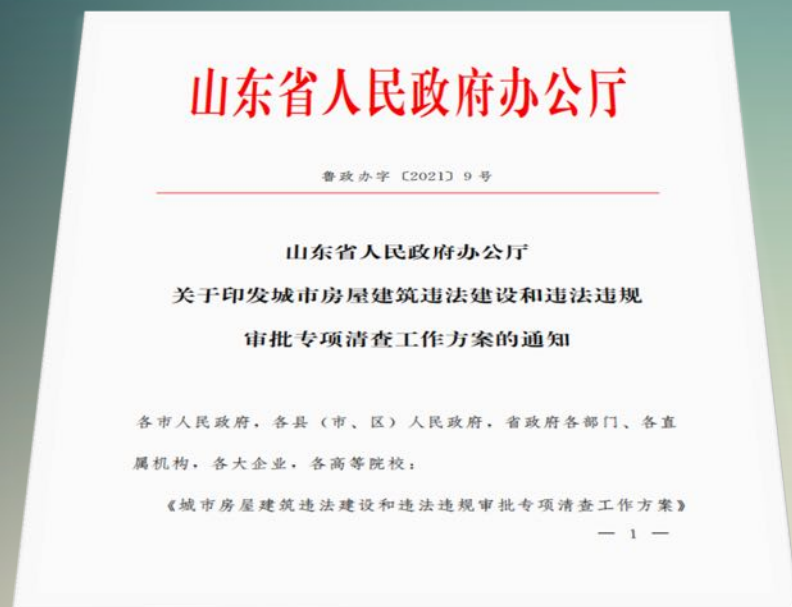 山东省人民政府办公厅
鲁政办字〔2021〕9号
山东省人民政府办公厅
关于印发城市房屋建筑违法建设和违法违规
审批专项清查工作方案的通知
各市人民政府，各县（市、区）人民政府，省政府各部门、各直
属机构，各大企业，各高等院校：
《城市房屋建筑违法建设和违法违规审批专项清查工作方案》
— 1 —